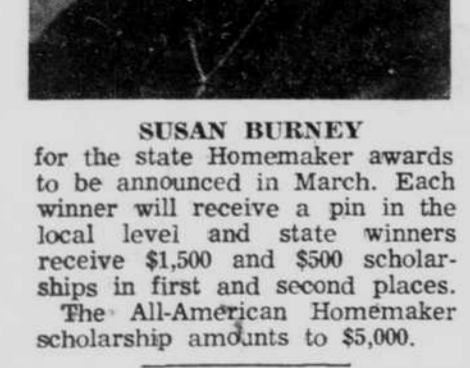 SUSAN BURNEY
for the state Homemaker awards
to be announced in March. Each
winner will receive a pin in the
local level and state winners
receive $1,500 and $500 scholar-
ships in first and second places.
The All-American Homemaker
scholarship amounts to $5,000.